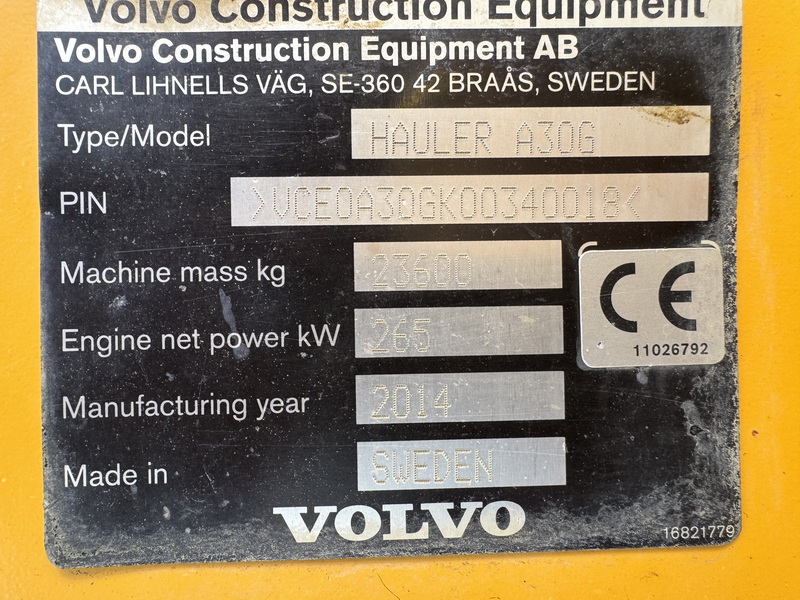 Volvo Construction Equipment
Volvo Construction Equipment AB
CARL LIHNELLS VÄG, SE-360 42 BRAÅS, SWEDEN
Type/Model HAULER A30G
PIN >VCE0A30GK00340018<
Machine mass kg 23600
Engine net power kW 265
CE
11026792
Manufacturing year 2014
Made in SWEDEN
VOLVO
16821779